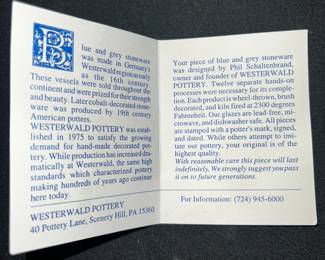 Blue and grey stoneware
was made in Germany's
Westerwald region as early
as the 16th century.
These vessels were sold throughout the
continent and were prized for their strength
and beauty. Later cobalt-decorated stone-
ware was produced by 19th century
American potters.
WESTERWALD POTTERY was estab-
lished in 1975 to satisfy the growing
demand for hand-made decorated pot-
tery. While production has increased dra-
matically at Westerwald, the same high
standards which characterized pottery
making hundreds of years ago continue
here today.
WESTERWALD POTTERY
40 Pottery Lane, Scenery Hill, PA 15360
Your piece of blue and grey stoneware
was designed by Phil Schaltenbrand,
owner and founder of WESTERWALD
POTTERY. Twelve separate hands-on
processes were necessary for its comple-
tion. Each product is wheel-thrown, brush
decorated, and kiln fired at 2300 degrees
Fahrenheit. Our glazes are lead-free, mi-
crowave, and dishwasher safe. All pieces
are stamped with a potter's mark, signed,
and dated. While others attempt to imi-
tate our pottery, your original is of the
highest quality.
With reasonable care this piece will last
indefinitely. We strongly suggest you pass
it on to future generations.
For Information: (724) 945-6000